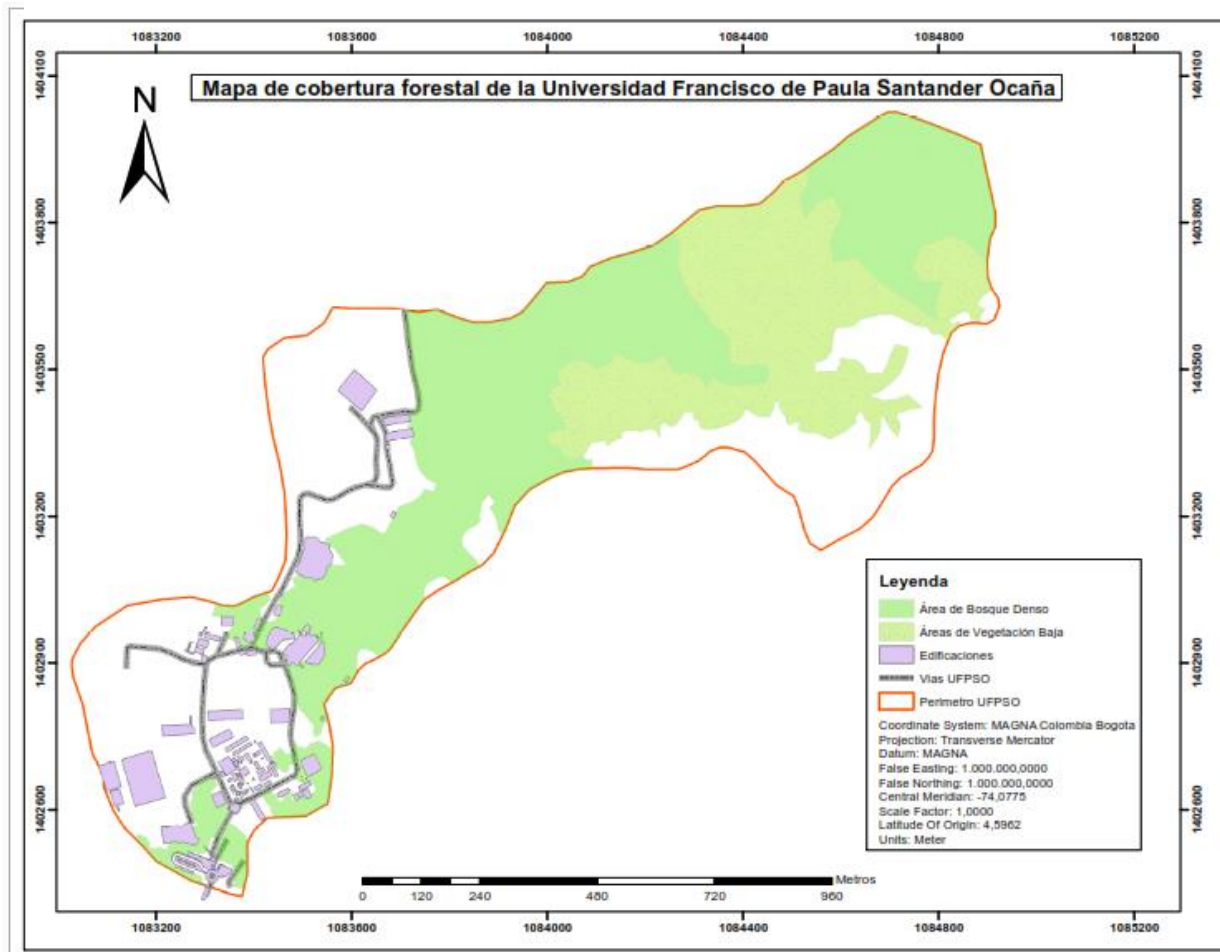 1083200 1083600 1084000 1084400 1084800 1085200
Mapa de cobertura forestal de la Universidad Francisco de Paula Santander Ocaña
N
1404100 1404100
1403800 1403800
1403500 1403500
1403200 1403200
1402900 1402900
1402600 1402600
Leyenda
Área de Bosque Denso
Áreas de Vegetación Baja
Edificaciones
Vias UFPSO
Perimetro UFPSO
Coordinate System: MAGNA Colombia Bogota
Projection: Transverse Mercator
Datum: MAGNA
False Easting: 1.000.000,0000
False Northing: 1.000.000,0000
Central Meridian: -74,0775
Scale Factor: 1,0000
Latitude Of Origin: 4,5962
Units: Meter
Metros
0 120 240 480 720 960
1083200 1083600 1084000 1084400 1084800 1085200